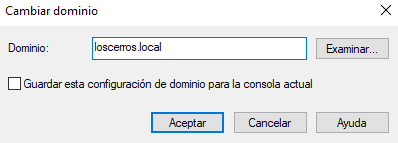 Cambiar dominio
Dominio: loscerros.local Examinar...
Guardar esta configuración de dominio para la consola actual
Aceptar Cancelar Ayuda